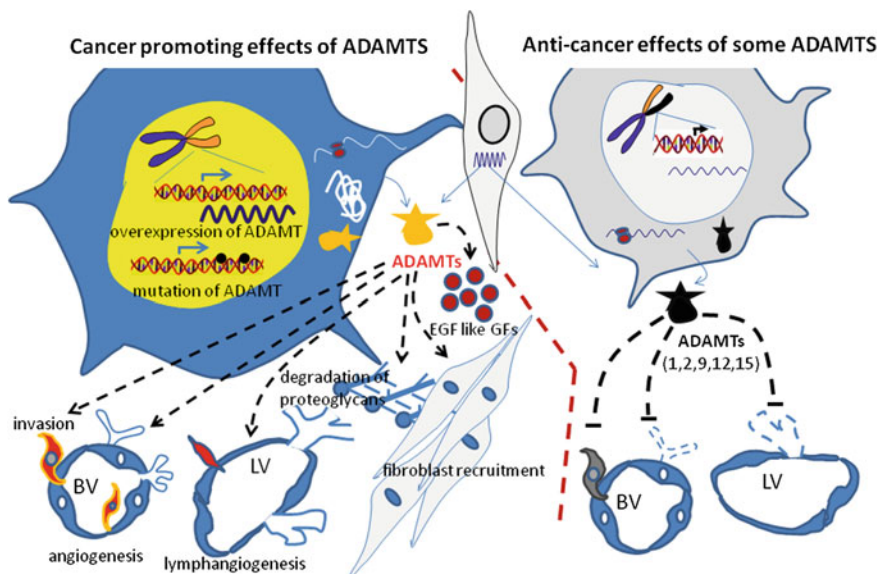 Cancer promoting effects of ADAMTS
Anti-cancer effects of some ADAMTS
overexpression of ADAMT
mutation of ADAMT
ADAMTs
EGF like GFs
degradation of
proteoglycans
invasion
BV
angiogenesis
LV
lymphangiogenesis
fibroblast recruitment
ADAMTs
(1,2,9,12,15)
BV
LV